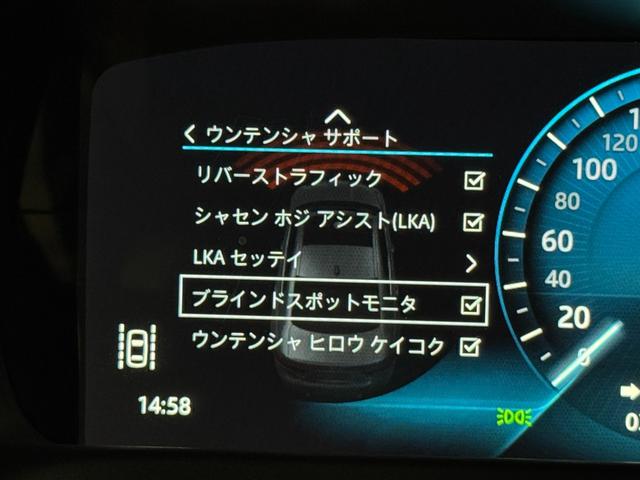 ウンテンシャ サポート
リバーストラフィック
シャセン ホジ アシスト(LKA)
LKA セッテイ
ブラインドスポットモニタ
ウンテンシャ ヒロウ ケイコク
14:58
120
100
80
60
40
20
0